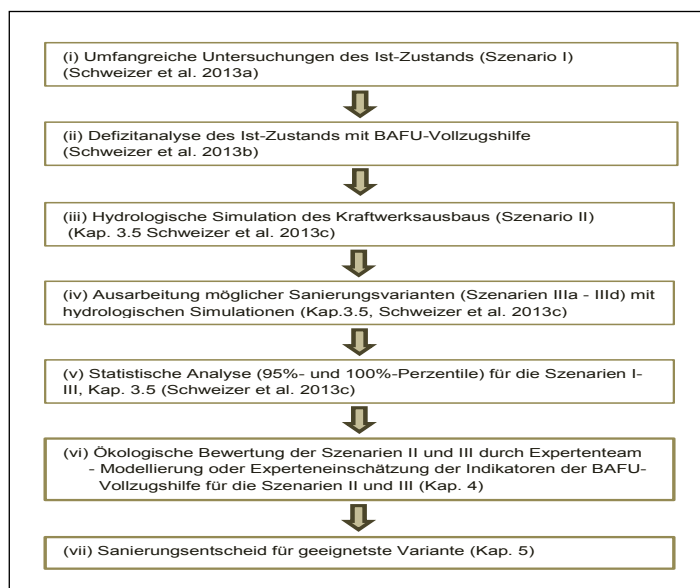 (i) Umfangreiche Untersuchungen des Ist-Zustands (Szenario I)
(Schweizer et al. 2013a)
(ii) Defizitanalyse des Ist-Zustands mit BAFU-Vollzugshilfe
(Schweizer et al. 2013b)
(iii) Hydrologische Simulation des Kraftwerksausbaus (Szenario II)
(Kap. 3.5 Schweizer et al. 2013c)
(iv) Ausarbeitung möglicher Sanierungsvarianten (Szenarien IIIa - IIId) mit
hydrologischen Simulationen (Kap.3.5, Schweizer et al. 2013c)
(v) Statistische Analyse (95%- und 100%-Perzentile) für die Szenarien I-
III, Kap. 3.5 (Schweizer et al. 2013c)
(vi) Ökologische Bewertung der Szenarien II und III durch Expertenteam
- Modellierung oder Experteneinschätzung der Indikatoren der BAFU-
Vollzugshilfe für die Szenarien II und III (Kap. 4)
(vii) Sanierungsentscheid für geeignetste Variante (Kap. 5)